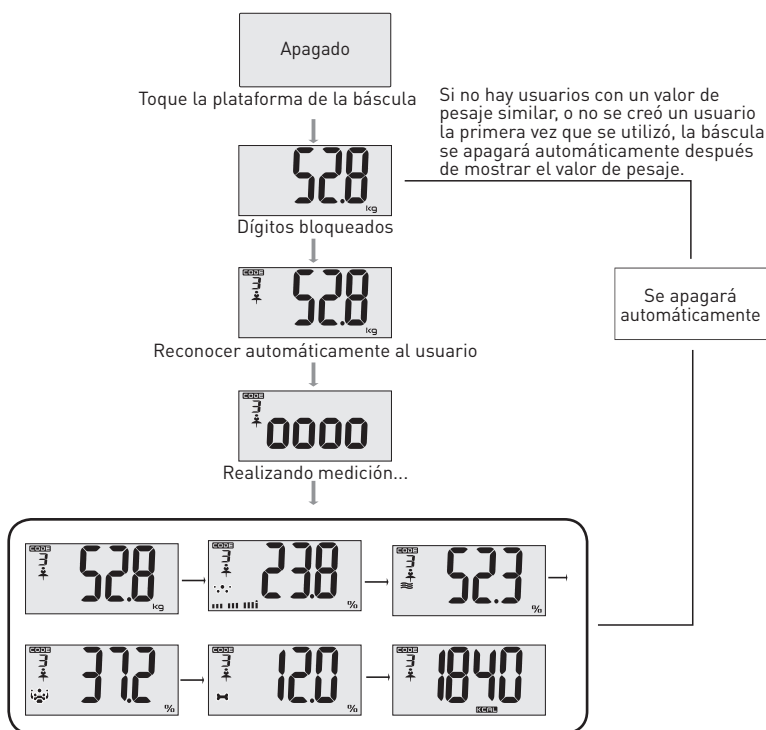 Apagado
Toque la plataforma de la báscula
Si no hay usuarios con un valor de
pesaje similar, o no se creó un usuario
la primera vez que se utilizó, la báscula
se apagará automáticamente después
de mostrar el valor de pesaje.
52.8
kg
Dígitos bloqueados
CODE
3
52.8
kg
Reconocer automáticamente al usuario
Se apagará
automáticamente
CODE
3
0000
Realizando medición...
CODE
3
52.8
kg
CODE
3
23.8
%
CODE
3
52.3
%
CODE
3
37.2
%
CODE
3
12.0
%
CODE
3
1840
KCAL